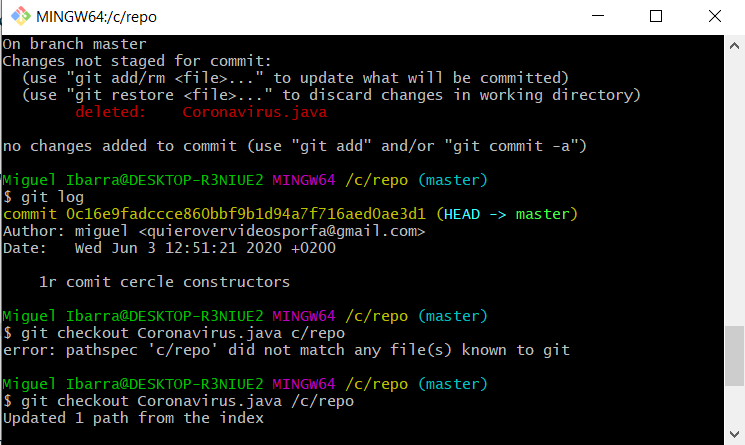 MINGW64:/c/repo
On branch master
Changes not staged for commit:
  (use "git add/rm <file>..." to update what will be committed)
  (use "git restore <file>..." to discard changes in working directory)
        deleted:    Coronavirus.java

no changes added to commit (use "git add" and/or "git commit -a")

Miguel Ibarra@DESKTOP-R3NIUE2 MINGW64 /c/repo (master)
$ git log
commit 0c16e9fadccce860bbf9b1d94a7f716aed0ae3d1 (HEAD -> master)
Author: miguel <quierovervideosporfa@gmail.com>
Date:   Wed Jun 3 12:51:21 2020 +0200

    1r comit cercle constructors

Miguel Ibarra@DESKTOP-R3NIUE2 MINGW64 /c/repo (master)
$ git checkout Coronavirus.java c/repo
error: pathspec 'c/repo' did not match any file(s) known to git

Miguel Ibarra@DESKTOP-R3NIUE2 MINGW64 /c/repo (master)
$ git checkout Coronavirus.java /c/repo
Updated 1 path from the index